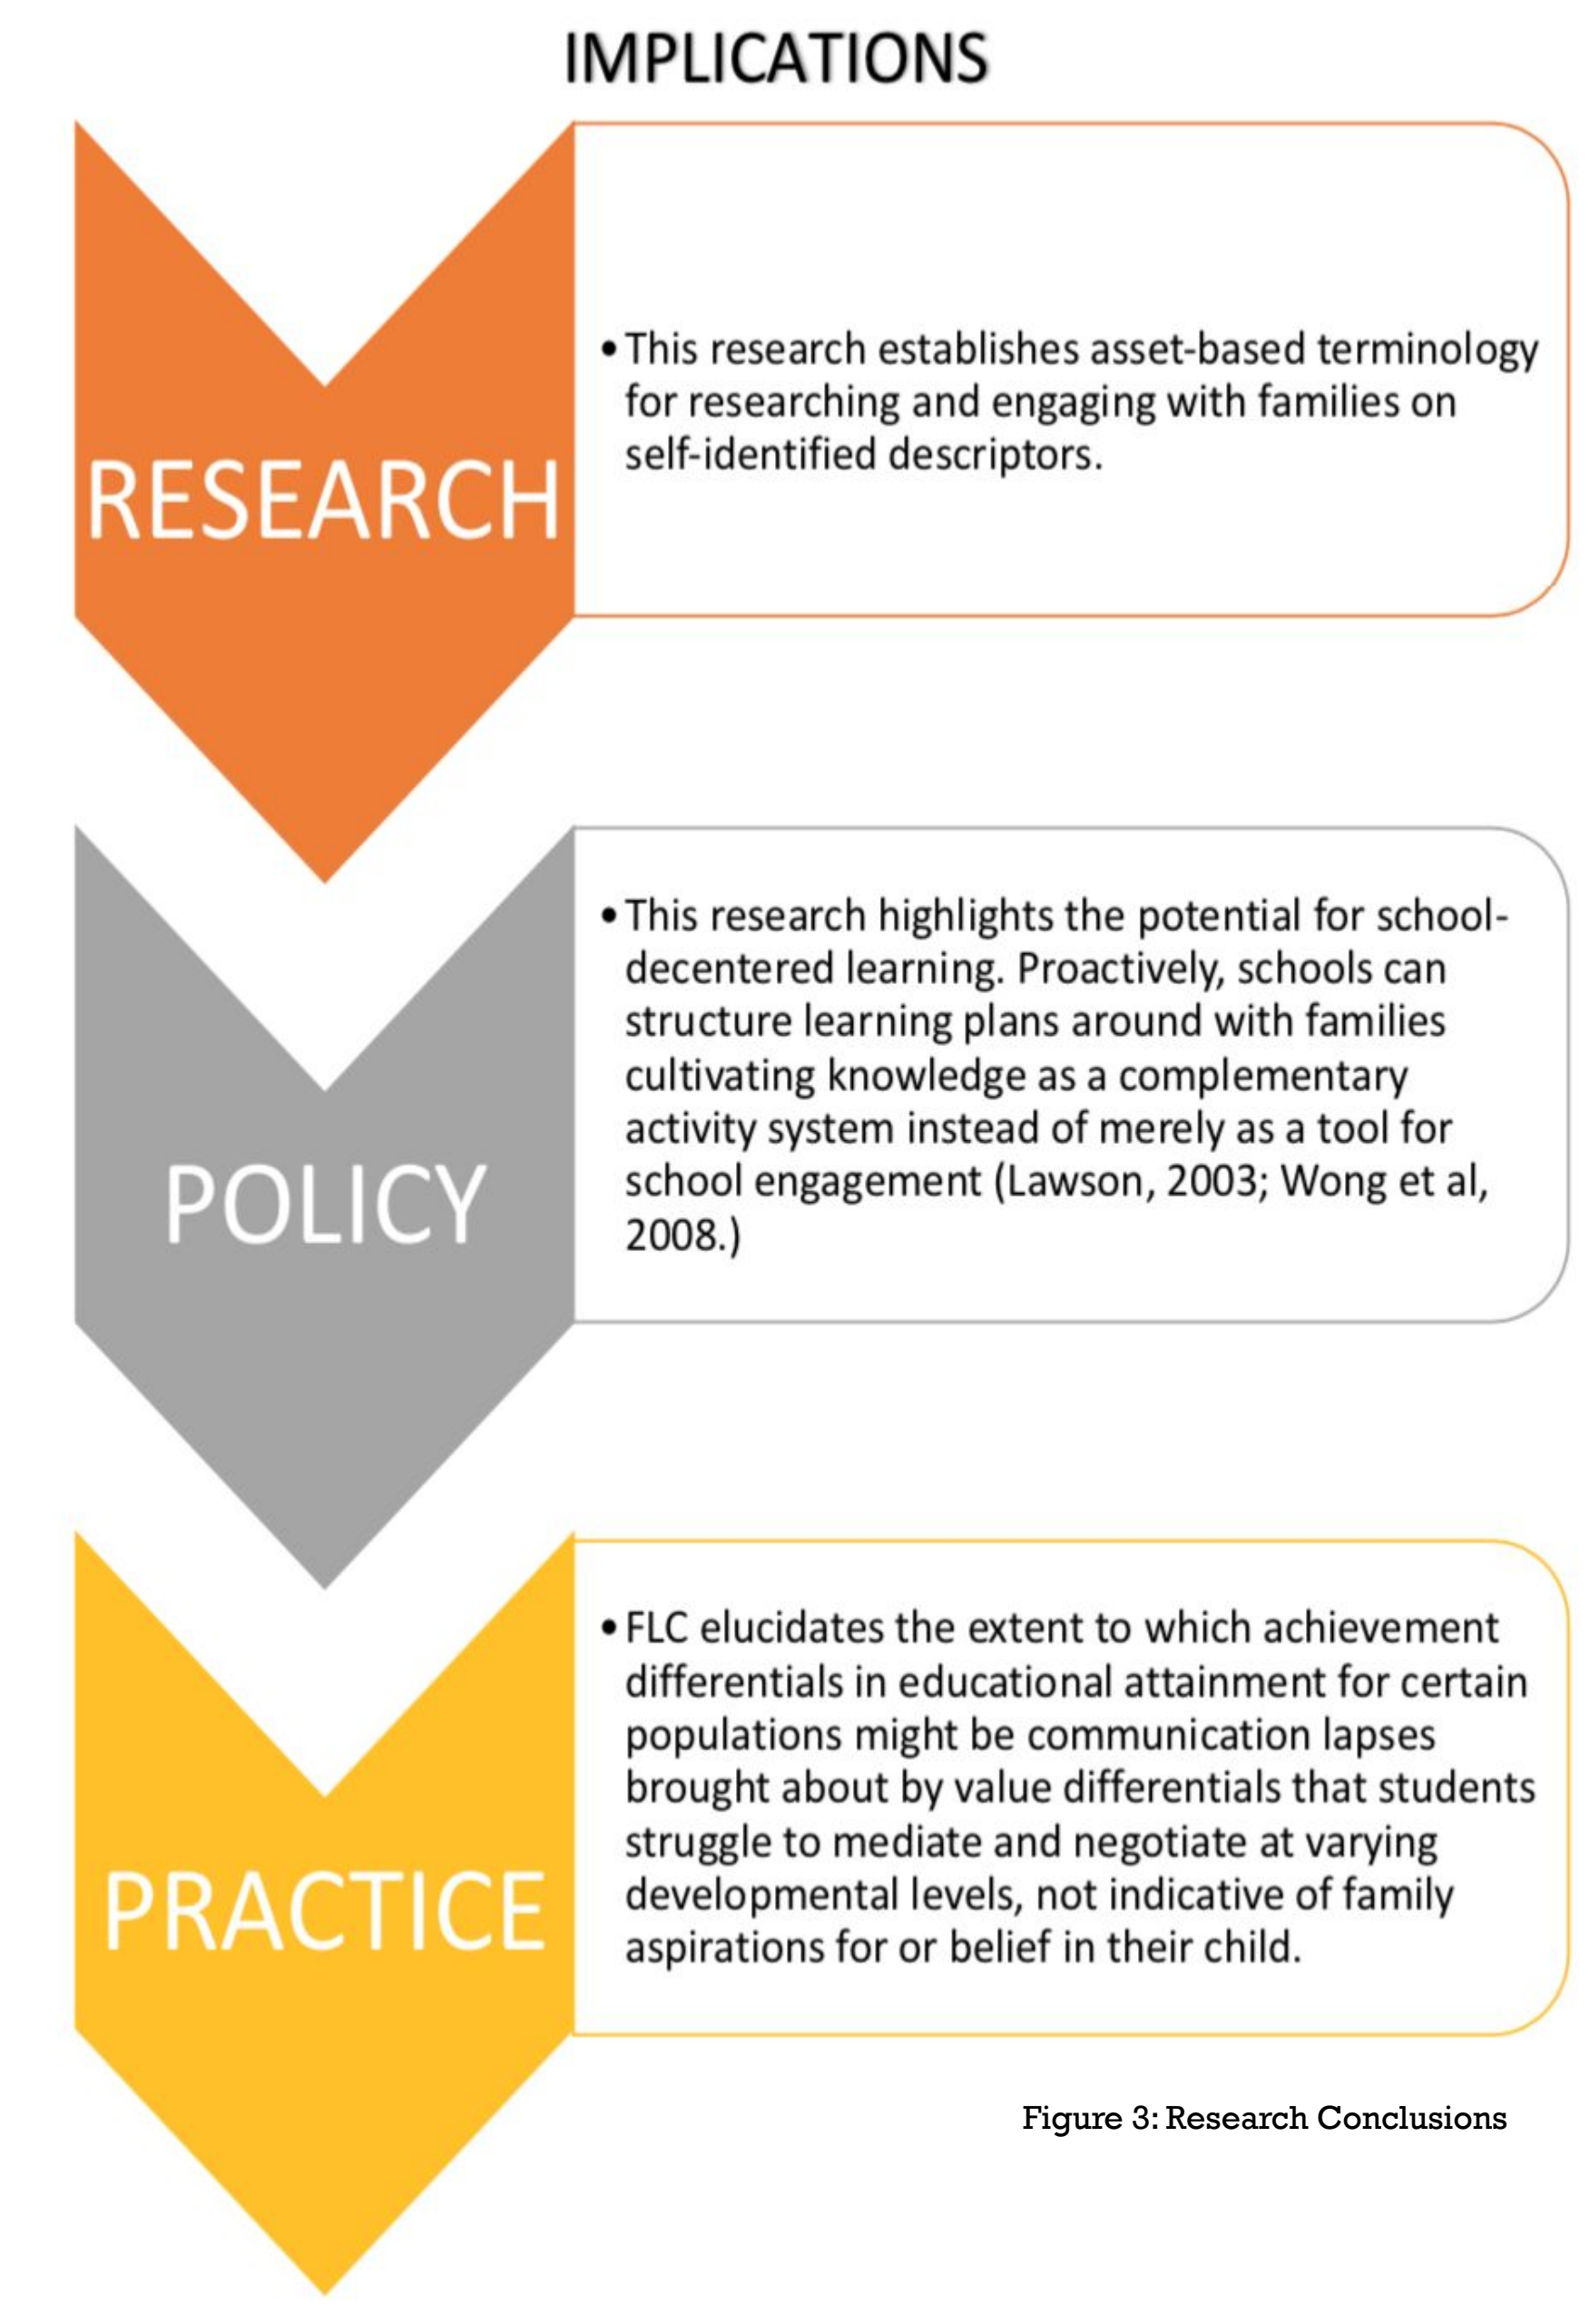 IMPLICATIONS
RESEARCH
• This research establishes asset-based terminology
for researching and engaging with families on
self-identified descriptors.
POLICY
• This research highlights the potential for school-
decentered learning. Proactively, schools can
structure learning plans around with families
cultivating knowledge as a complementary
activity system instead of merely as a tool for
school engagement (Lawson, 2003; Wong et al,
2008.)
PRACTICE
• FLC elucidates the extent to which achievement
differentials in educational attainment for certain
populations might be communication lapses
brought about by value differentials that students
struggle to mediate and negotiate at varying
developmental levels, not indicative of family
aspirations for or belief in their child.
Figure 3: Research Conclusions